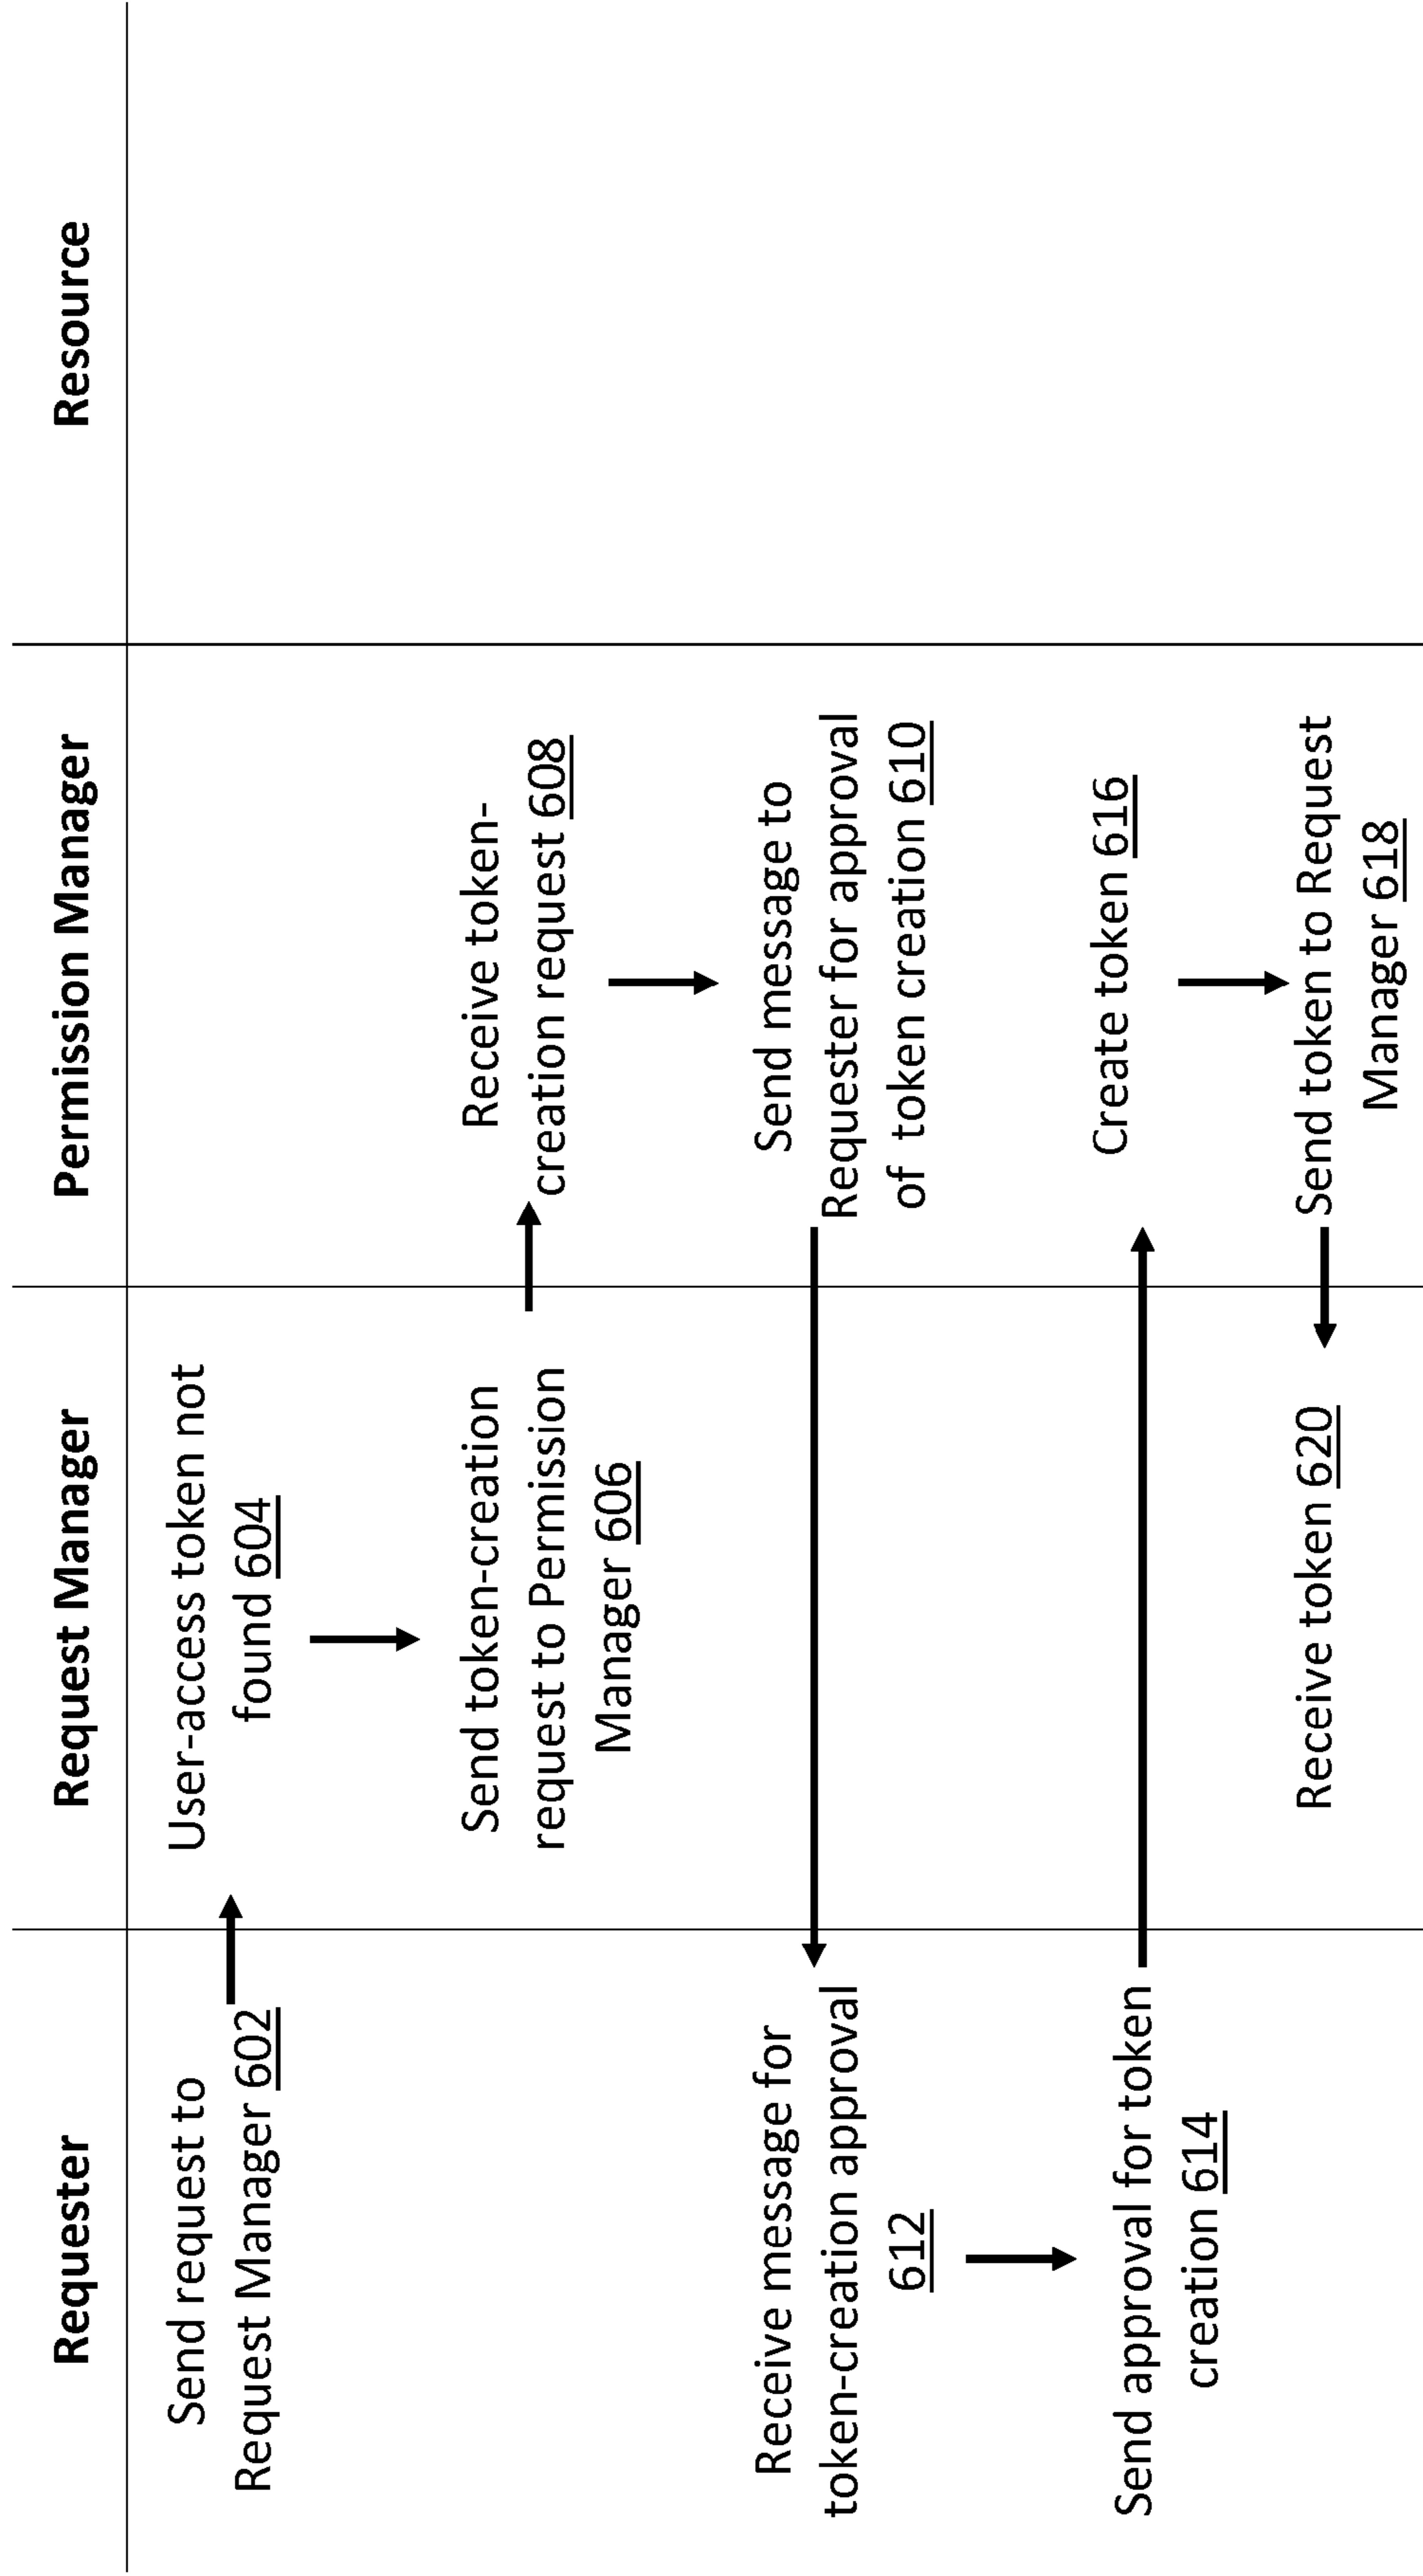 Requester
Request Manager
Permission Manager
Resource
Send request to
Request Manager 602
User-access token not
found 604
Send token-creation
request to Permission
Manager 606
Receive token-
creation request 608
Send message to
Requester for approval
of token creation 610
Receive message for
token-creation approval
612
Send approval for token
creation 614
Create token 616
Send token to Request
Manager 618
Receive token 620